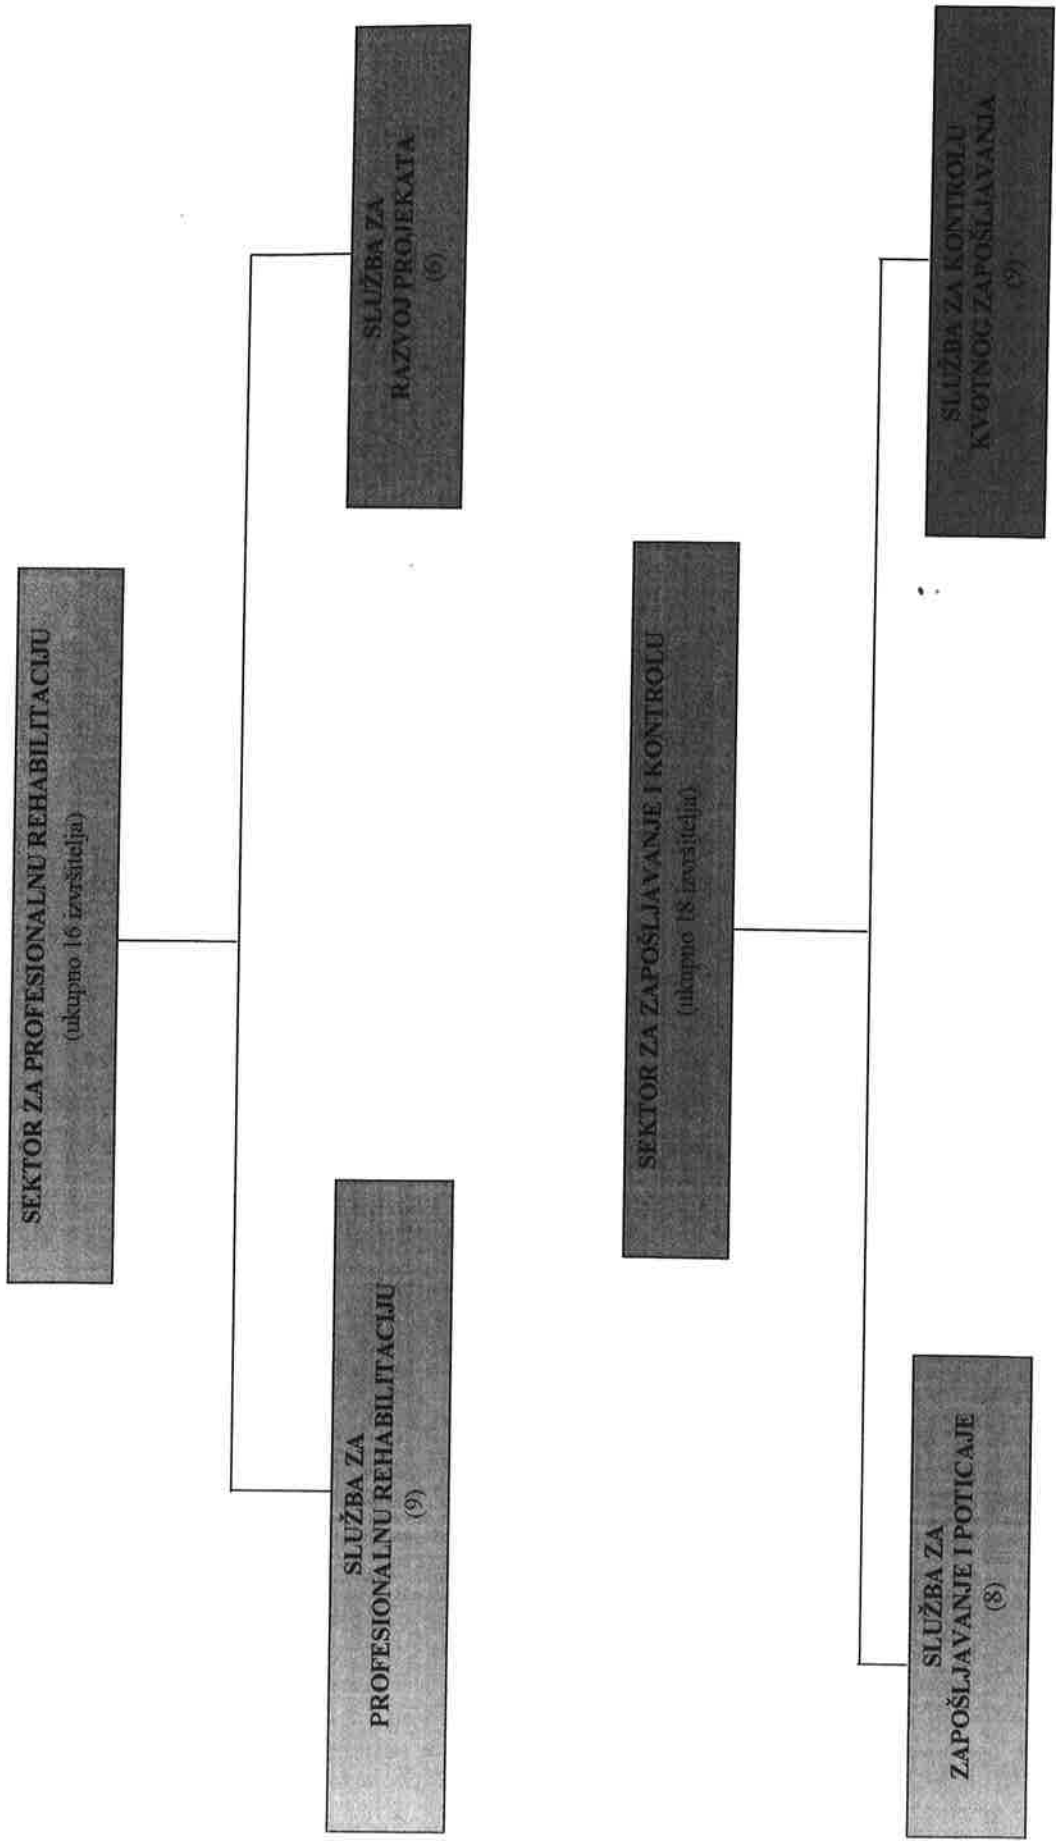 SEKTOR ZA PROFESIONALNU REHABILITACIJU
(ukupno 16 izvršitelja)
SLUŽBA ZA
PROFESIONALNU REHABILITACIJU
(9)
SLUŽBA ZA
RAZVOJ PROJEKATA
(6)
SEKTOR ZA ZAPOŠLJAVANJE I KONTROLU
(ukupno 18 izvršitelja)
SLUŽBA ZA
ZAPOŠLJAVANJE I POTICAJE
(8)
SLUŽBA ZA KONTROLU
KVOTNOG ZAPOŠLJAVANJA
(9)